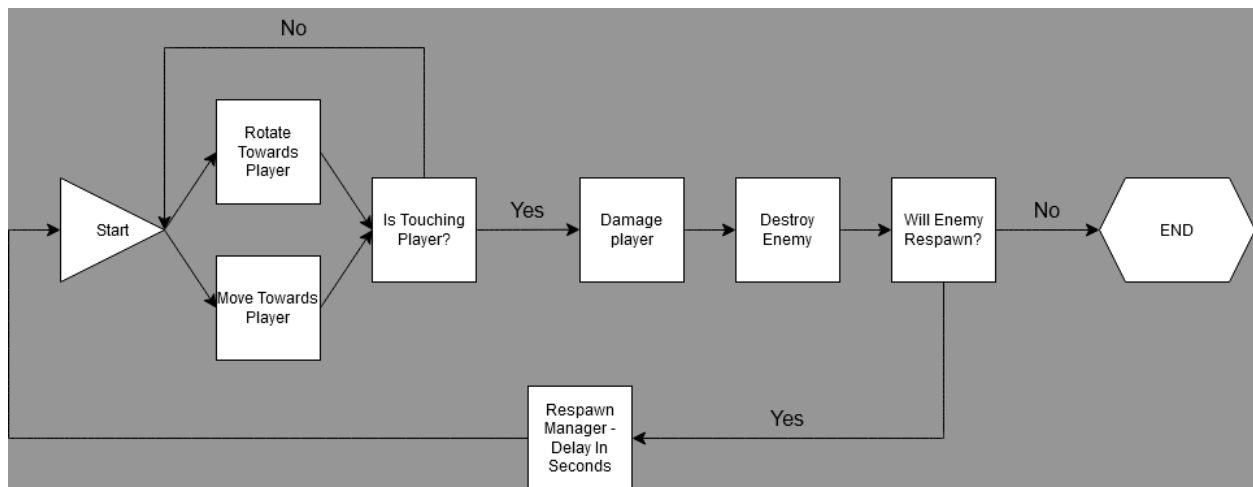 No
Rotate
Towards
Player
Start
Is Touching
Player?
Yes
Damage
player
Destroy
Enemy
Will Enemy
Respawn?
No
END
Move Towards
Player
Respawn
Manager -
Delay In
Seconds
Yes